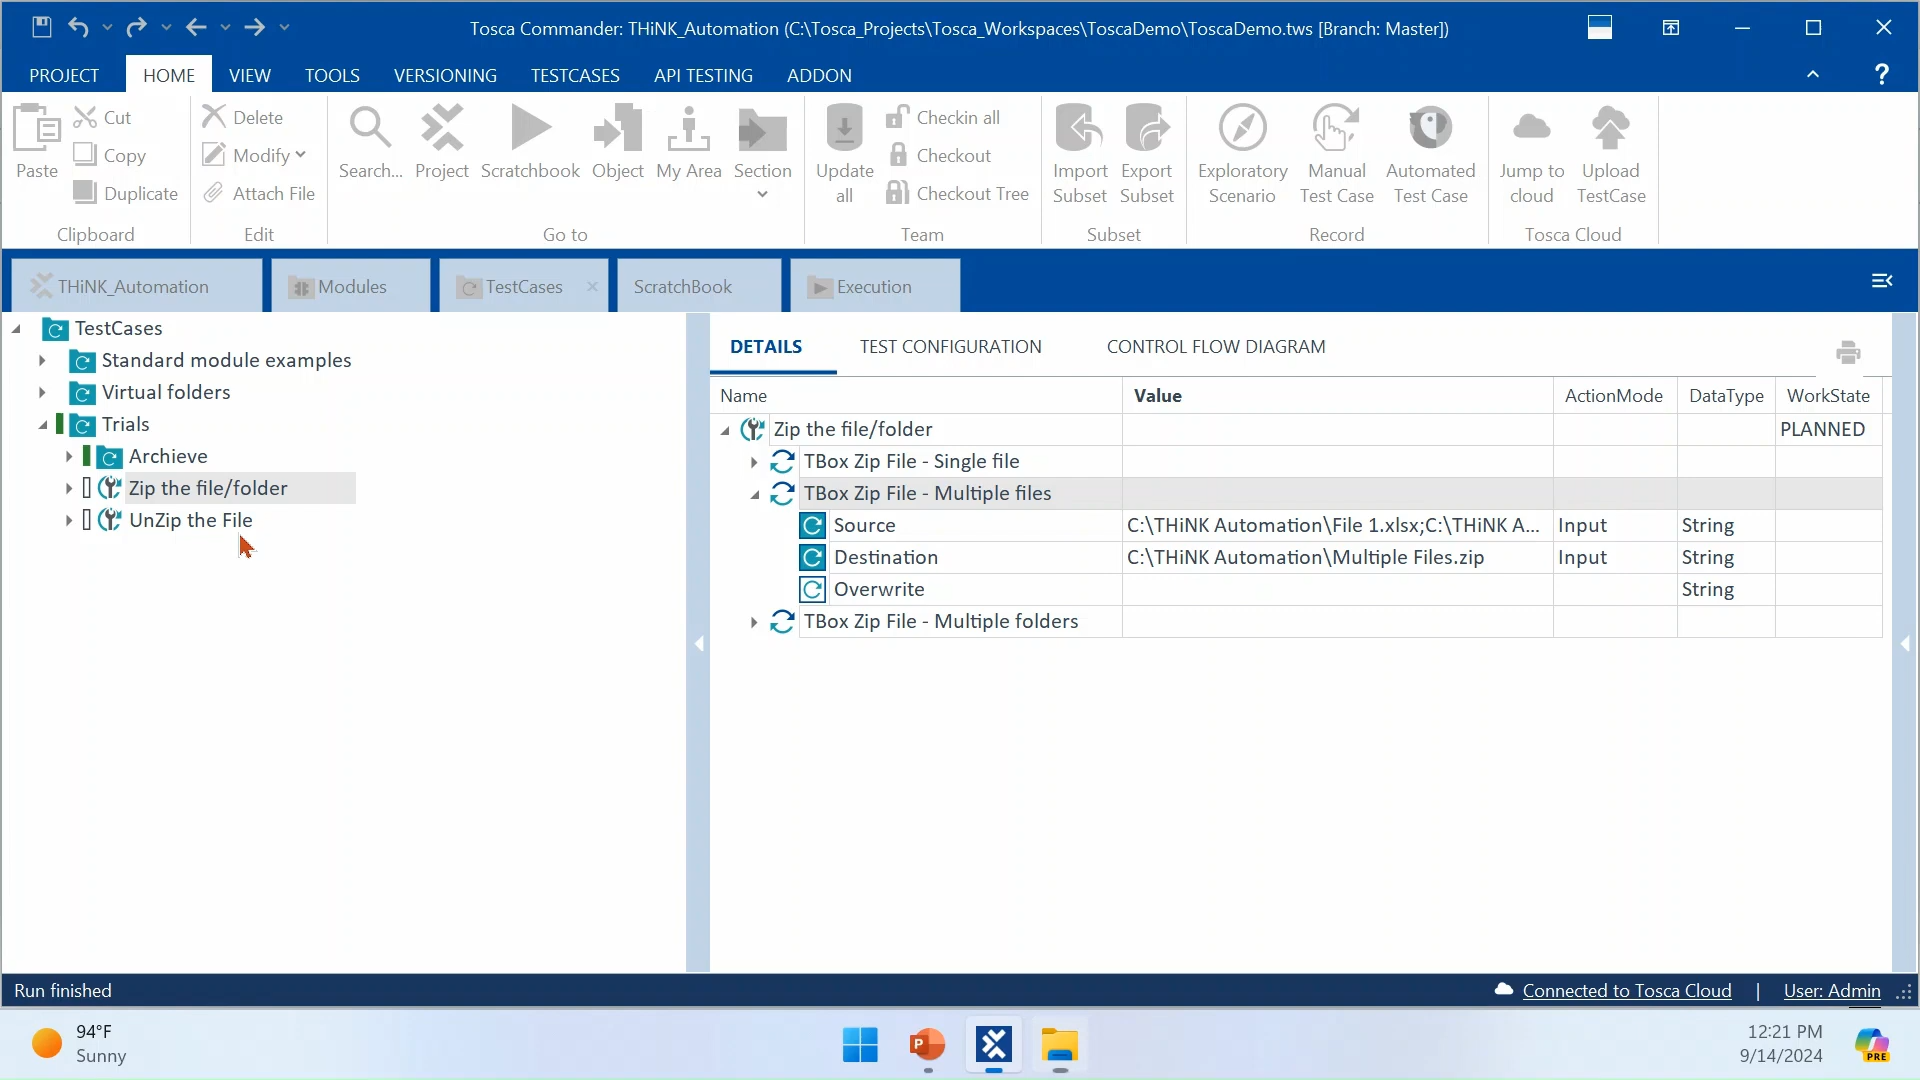 Tosca Commander: THiNK_Automation (C:\Tosca_Projects\Tosca_Workspaces\ToscaDemo\ToscaDemo.tws [Branch: Master])
PROJECT HOME VIEW TOOLS VERSIONING TESTCASES API TESTING ADDON ?
Paste Cut Copy Duplicate
Clipboard
Delete Modify Attach File
Edit
Search... Project Scratchbook Object My Area Section
Go to
Update all Checkin all Checkout Checkout Tree
Team
Import Subset Export Subset
Subset
Exploratory Scenario Manual Test Case Automated Test Case
Record
Jump to cloud Upload TestCase
Tosca Cloud
THiNK_Automation Modules TestCases ScratchBook Execution
TestCases
Standard module examples
Virtual folders
Trials
Archieve
Zip the file/folder
UnZip the File
DETAILS TEST CONFIGURATION CONTROL FLOW DIAGRAM
Name Value ActionMode DataType WorkState
Zip the file/folder PLANNED
TBox Zip File - Single file
TBox Zip File - Multiple files
Source C:\THiNK Automation\File 1.xlsx;C:\THiNK A... Input String
Destination C:\THiNK Automation\Multiple Files.zip Input String
Overwrite String
TBox Zip File - Multiple folders
Run finished Connected to Tosca Cloud | User: Admin
94°F
Sunny
P
12:21 PM
9/14/2024
PRE